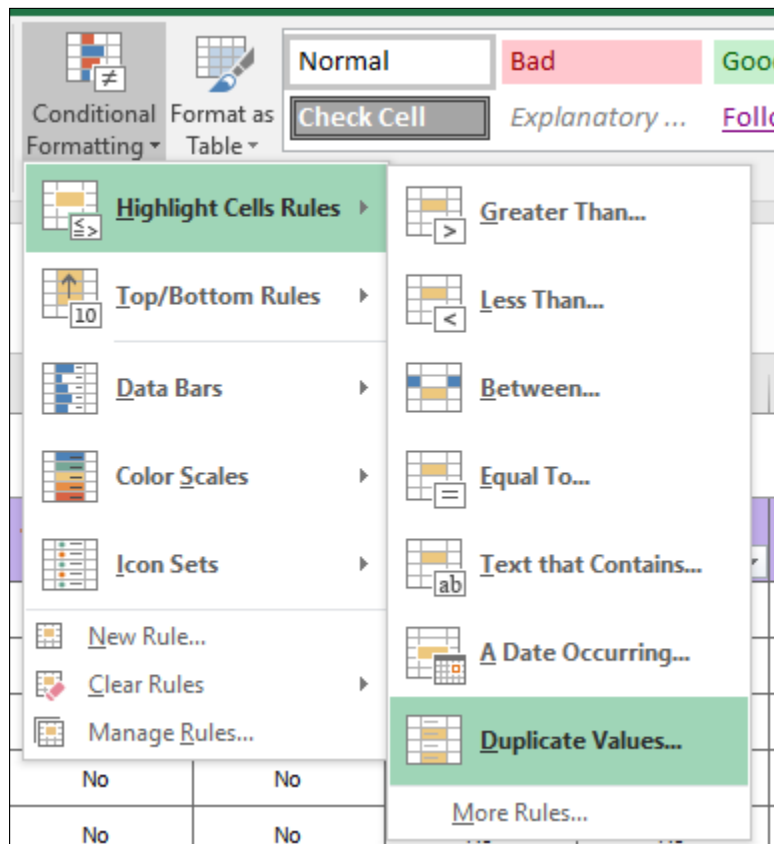 Conditional
Formatting
Format as
Table
Normal
Bad
Check Cell
Explanatory ...
Highlight Cells Rules
Top/Bottom Rules
10
Data Bars
Color Scales
Icon Sets
New Rule...
Clear Rules
Manage Rules...
Greater Than...
>
Less Than...
<
Between...
Equal To...
=
Text that Contains...
ab
A Date Occurring...
Duplicate Values...
More Rules...
No No
No No